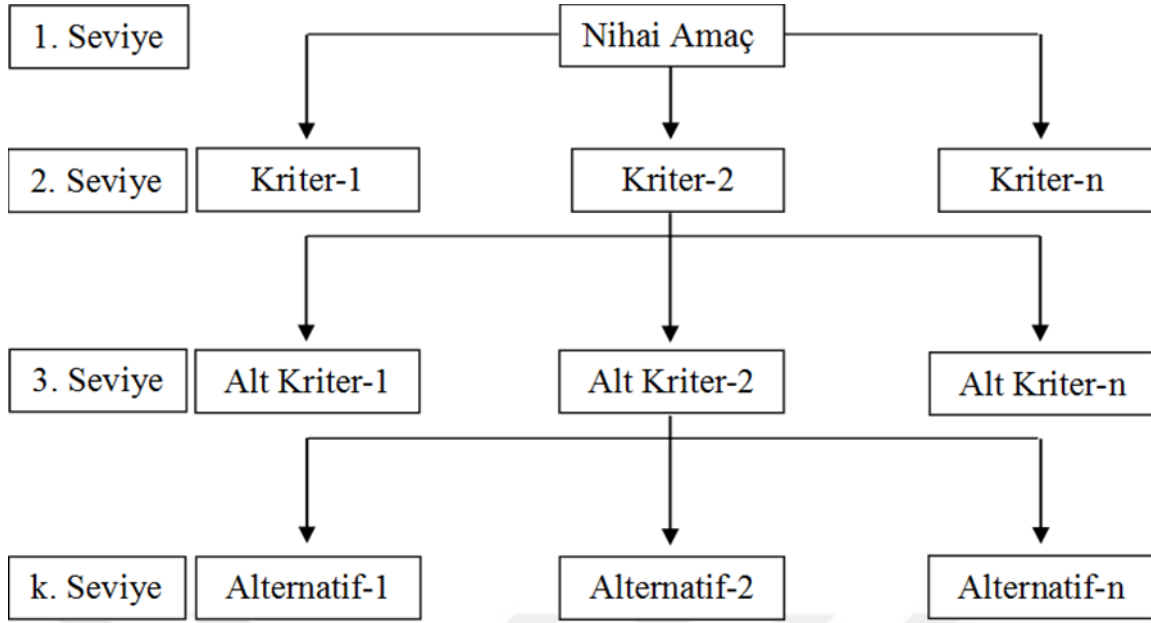 1. Seviye
Nihai Amaç
2. Seviye
Kriter-1
Kriter-2
Kriter-n
3. Seviye
Alt Kriter-1
Alt Kriter-2
Alt Kriter-n
k. Seviye
Alternatif-1
Alternatif-2
Alternatif-n